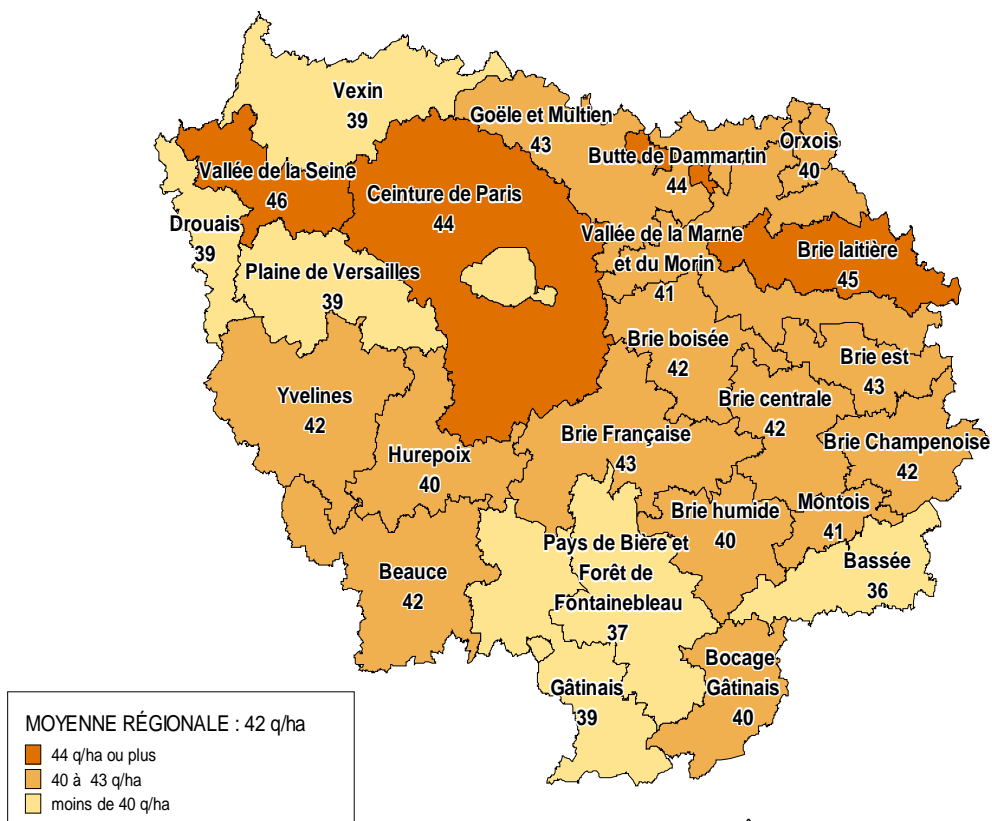 Vexin
39
Goële et Multien
43
Orxois
40
Butte de Dammartin
44
Vallée de la Seine
46
Ceinture de Paris
44
Drouais
39
Vallée de la Marne
et du Morin
41
Brie laitière
45
Plaine de Versailles
39
Brie boisée
42
Brie est
43
Yvelines
42
Brie centrale
42
Brie Française
43
Brie Champenoise
42
Hurepoix
40
Montois
41
Brie humide
40
Pays de Bière et
Forêt de
Fontainebleau
37
Bassée
36
Beauce
42
Bocage
Gâtinais
40
Gâtinais
39
MOYENNE RÉGIONALE : 42 q/ha
44 q/ha ou plus
40 à 43 q/ha
moins de 40 q/ha